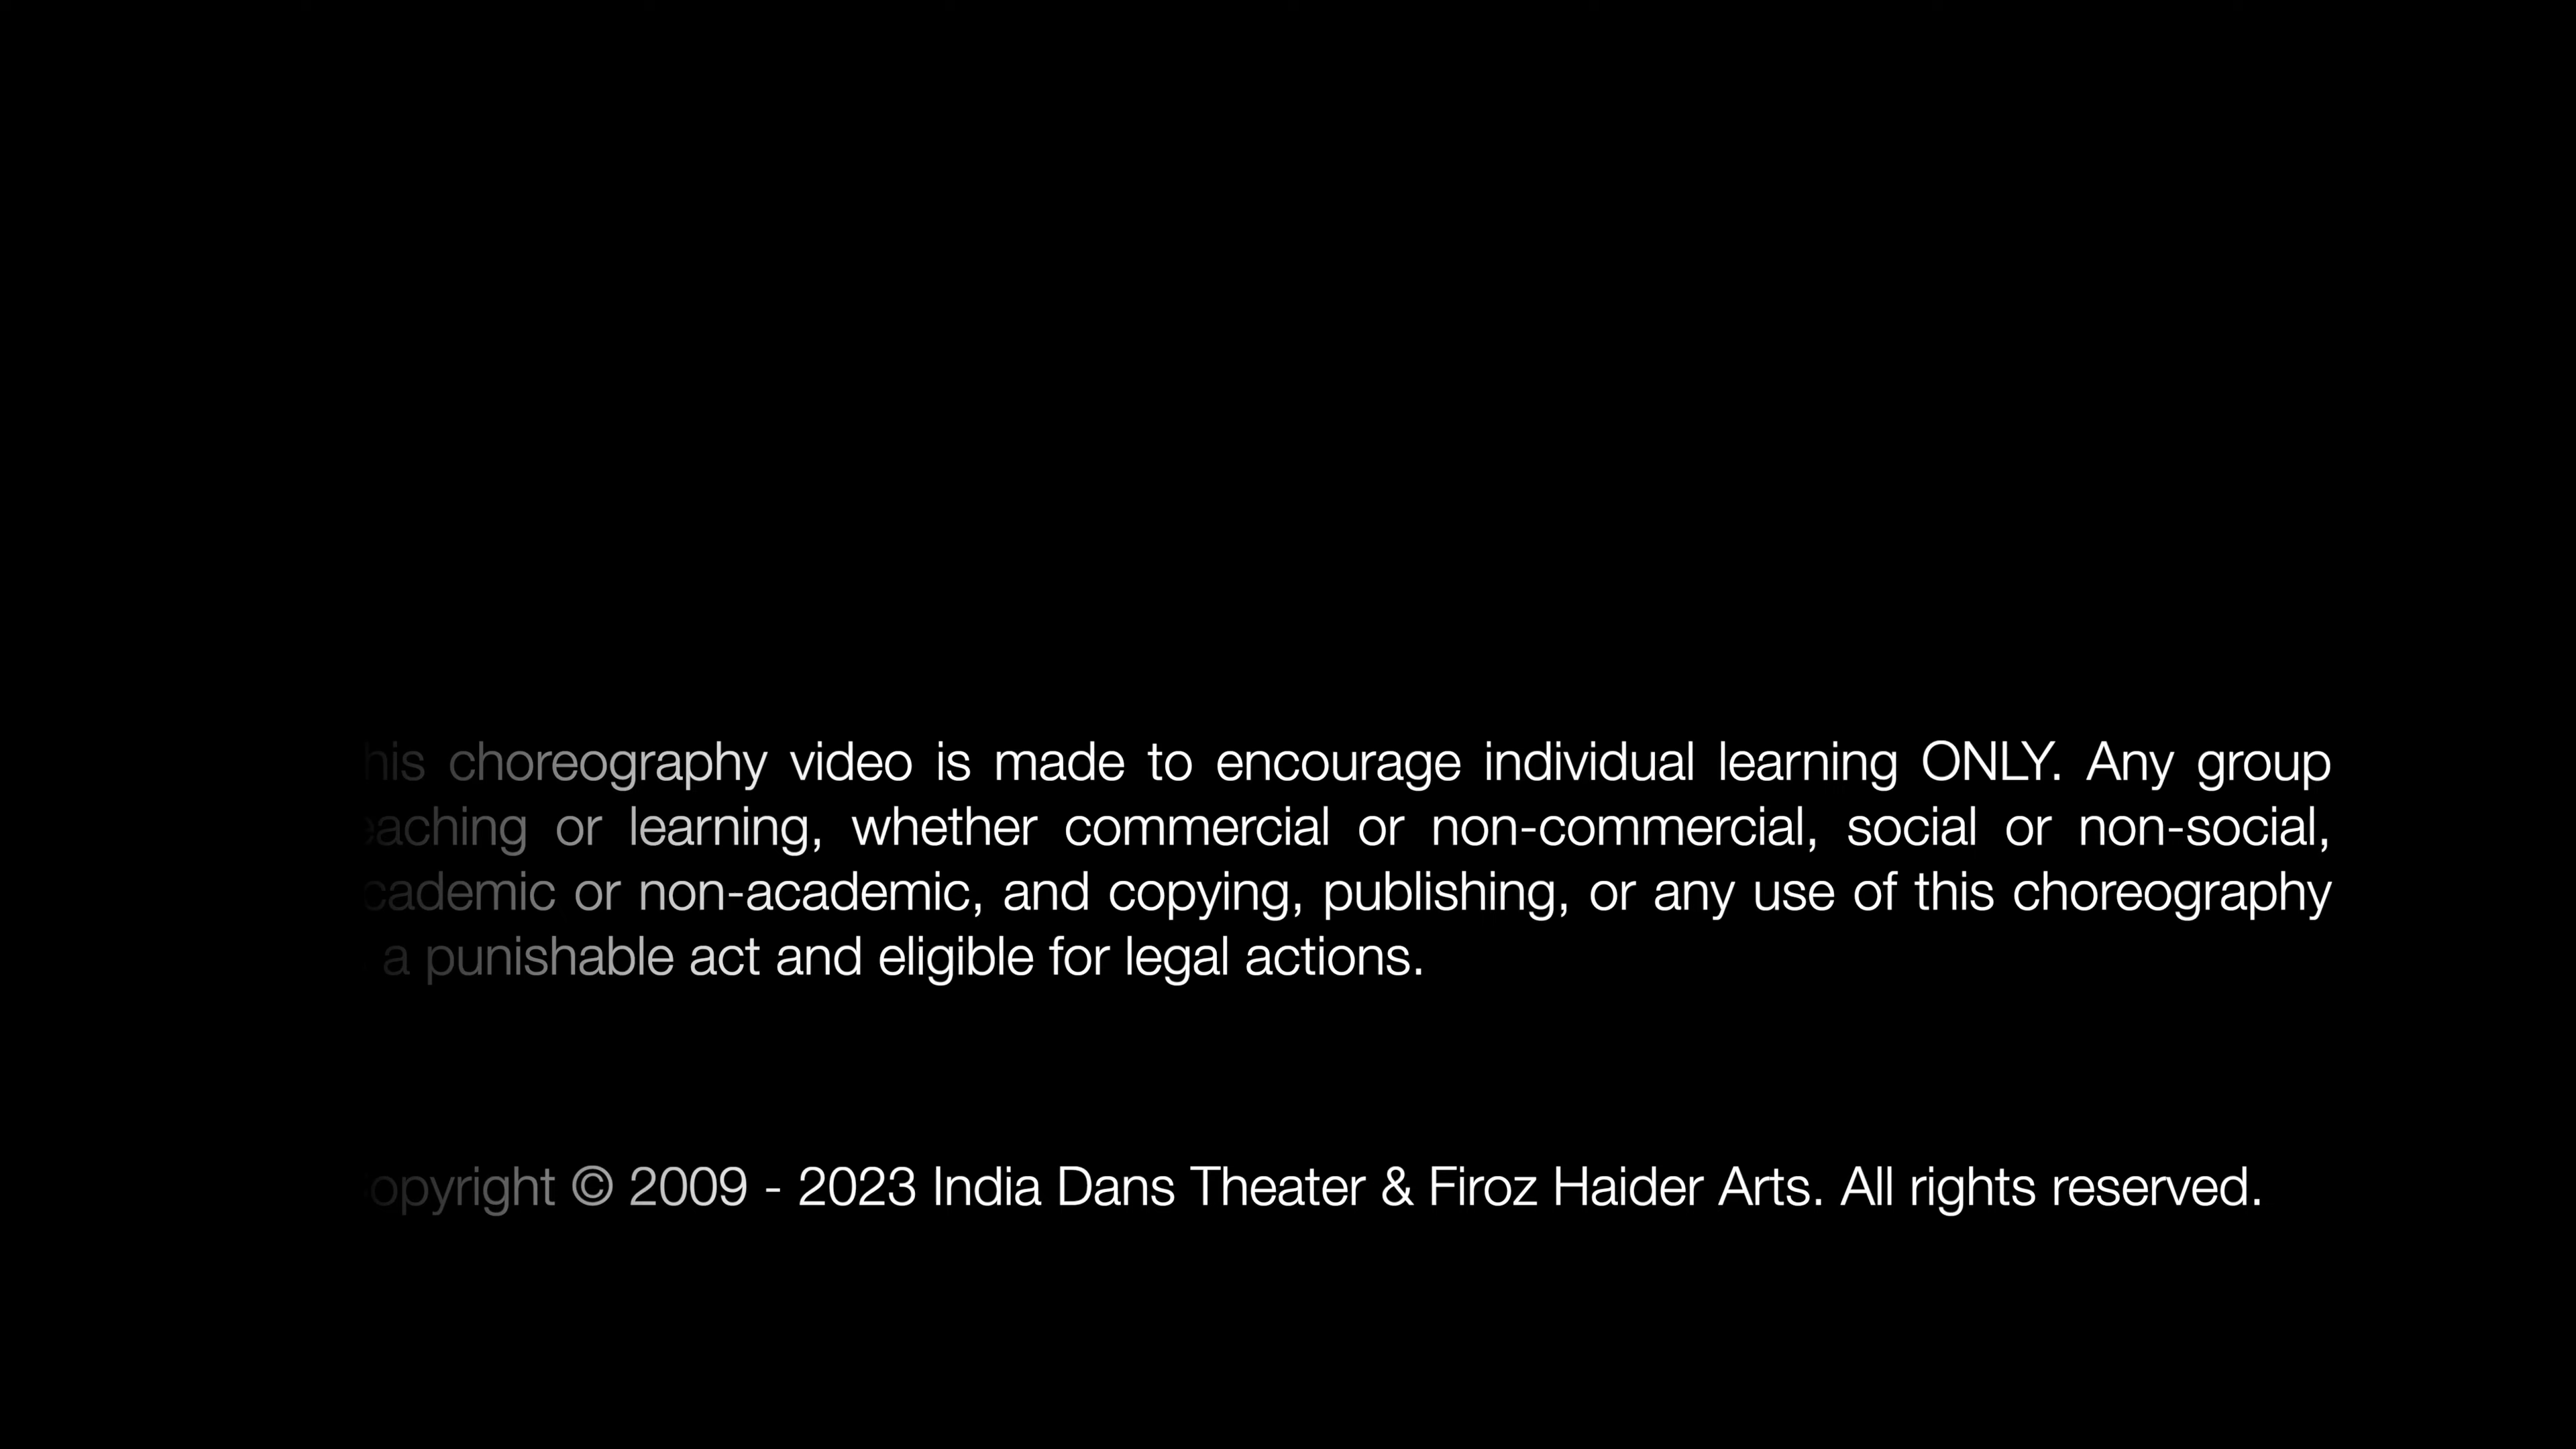 his choreography video is made to encourage individual learning ONLY. Any group
eaching or learning, whether commercial or non-commercial, social or non-social,
cademic or non-academic, and copying, publishing, or any use of this choreography
a punishable act and eligible for legal actions.
opyright © 2009 - 2023 India Dans Theater & Firoz Haider Arts. All rights reserved.